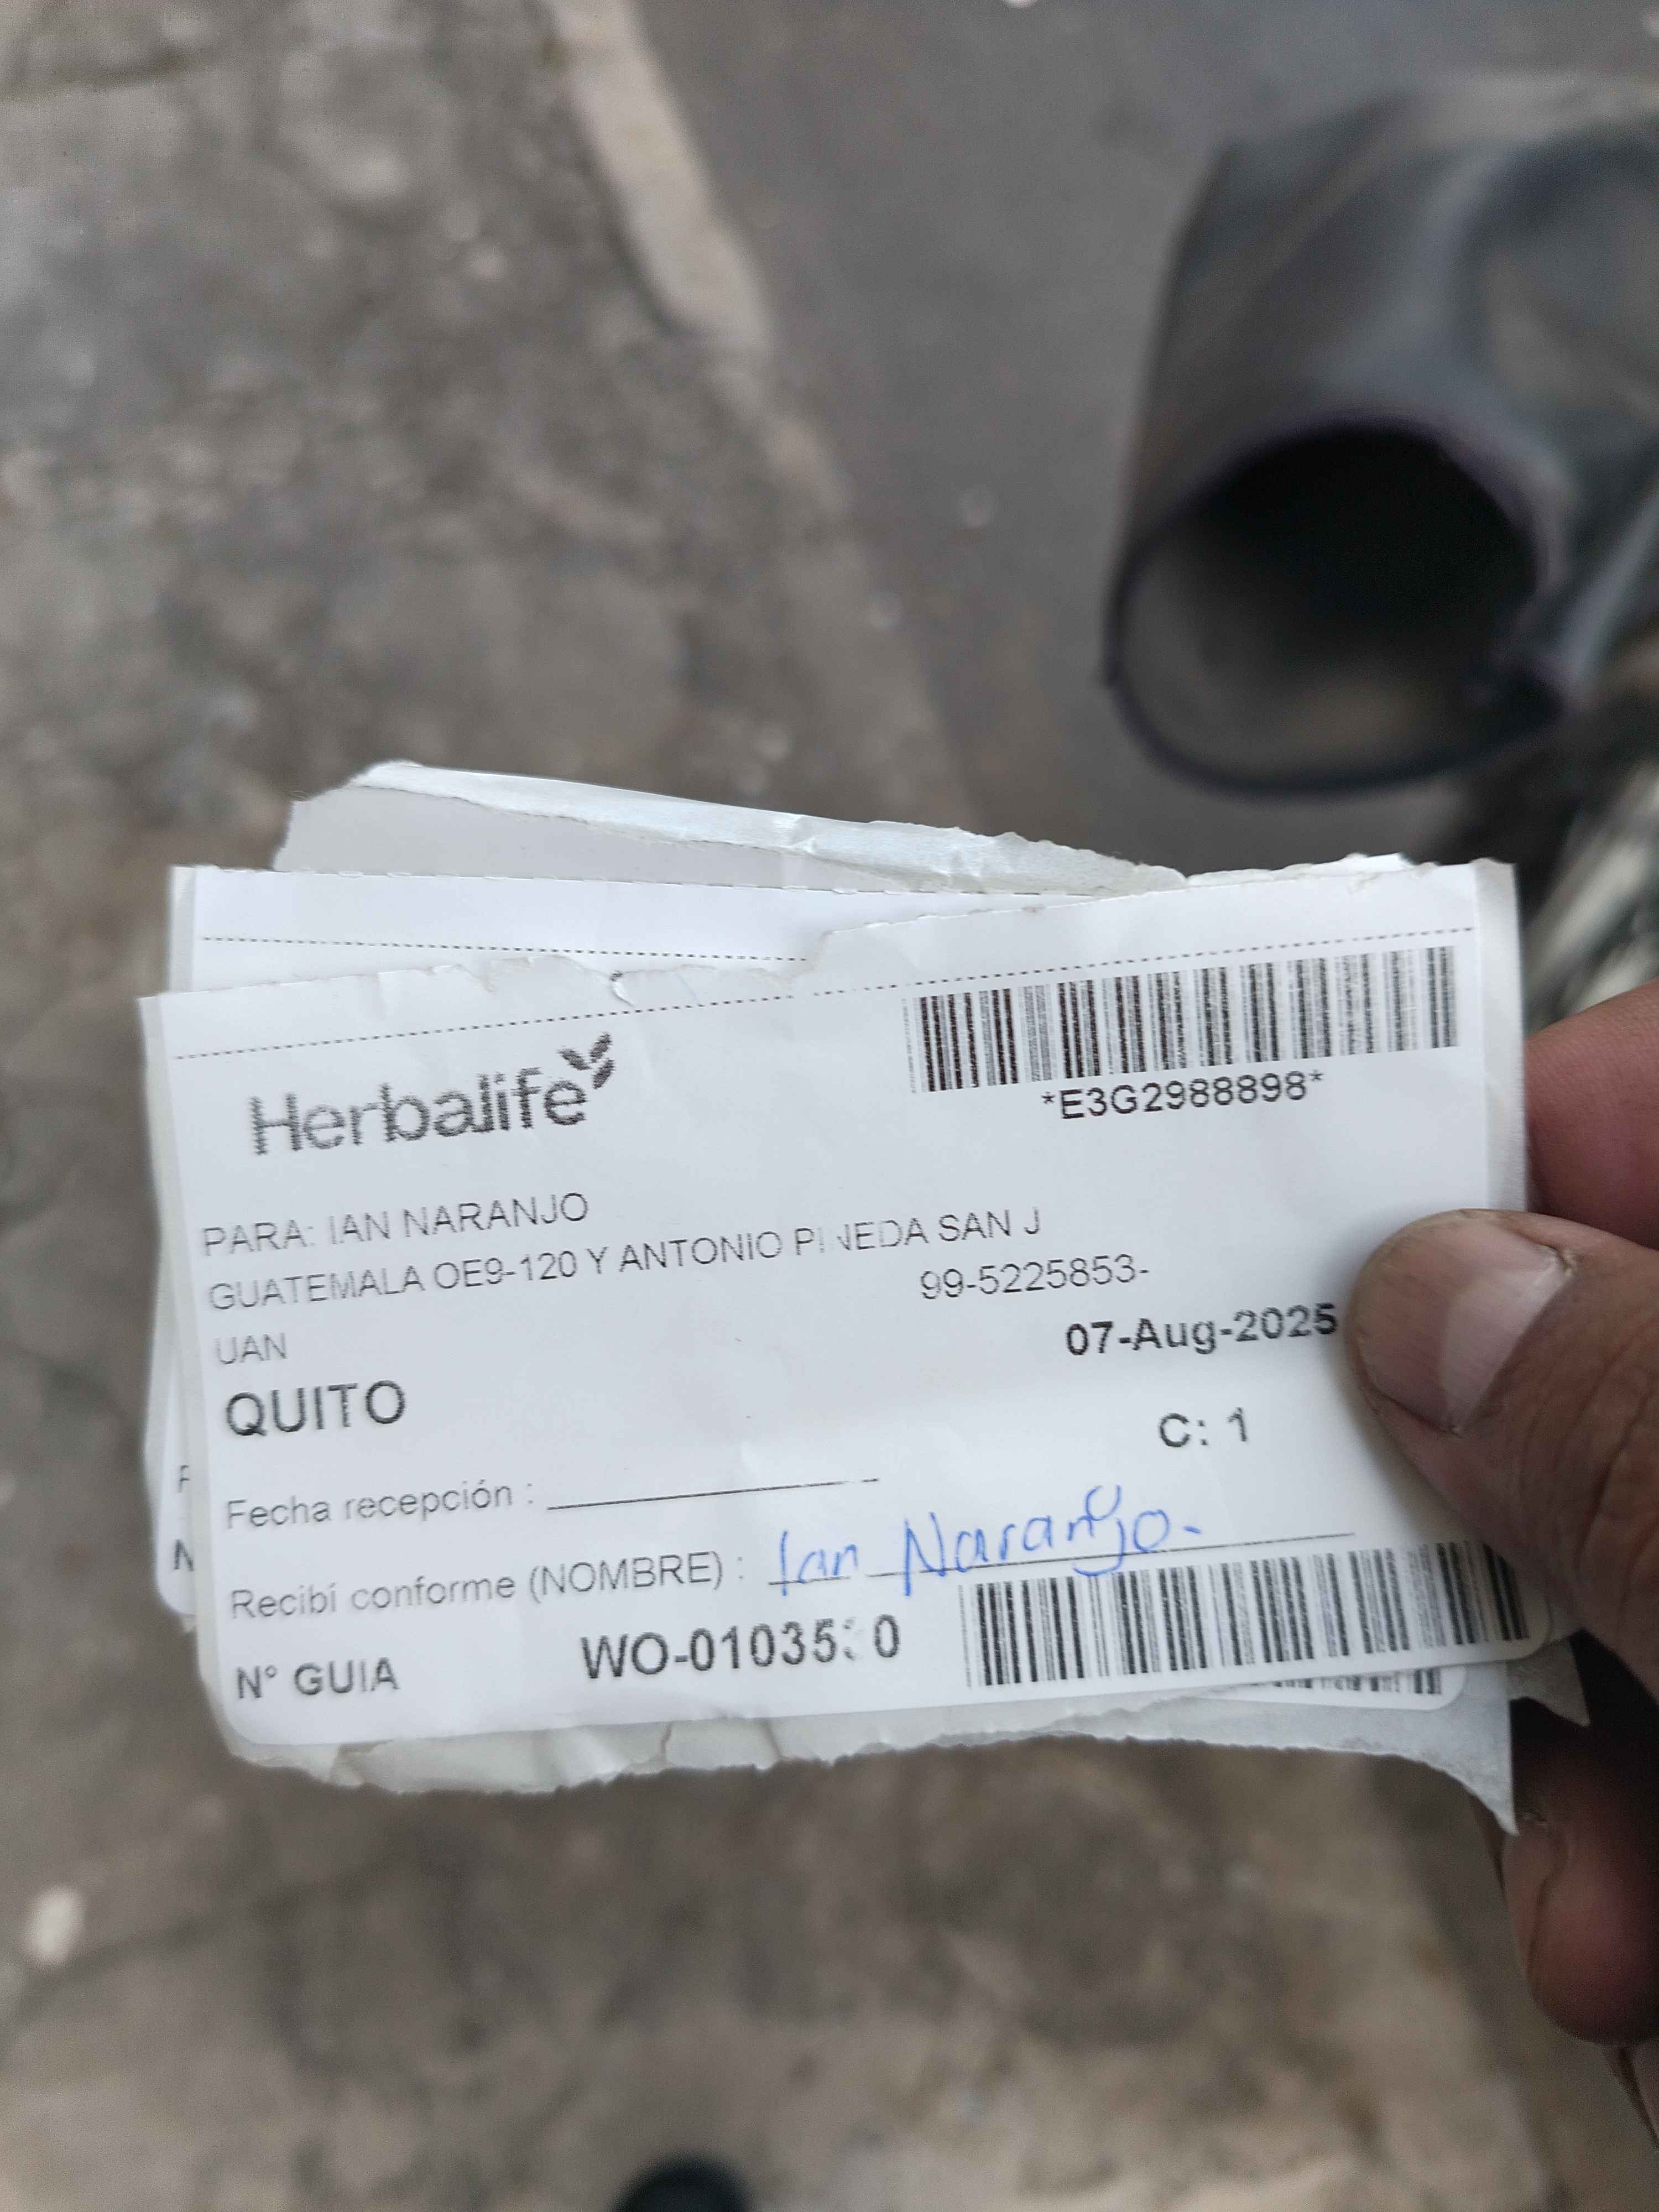 Herbalife
*E3G2988898*
PARA: IAN NARANJO
GUATEMALA OE9-120 Y ANTONIO SAN J
99-5225853-
UAN
07-Aug-2025
QUITO
C: 1
Fecha recepción :
Recibí conforme (NOMBRE) : Ian Naranjo.
N° GUIA